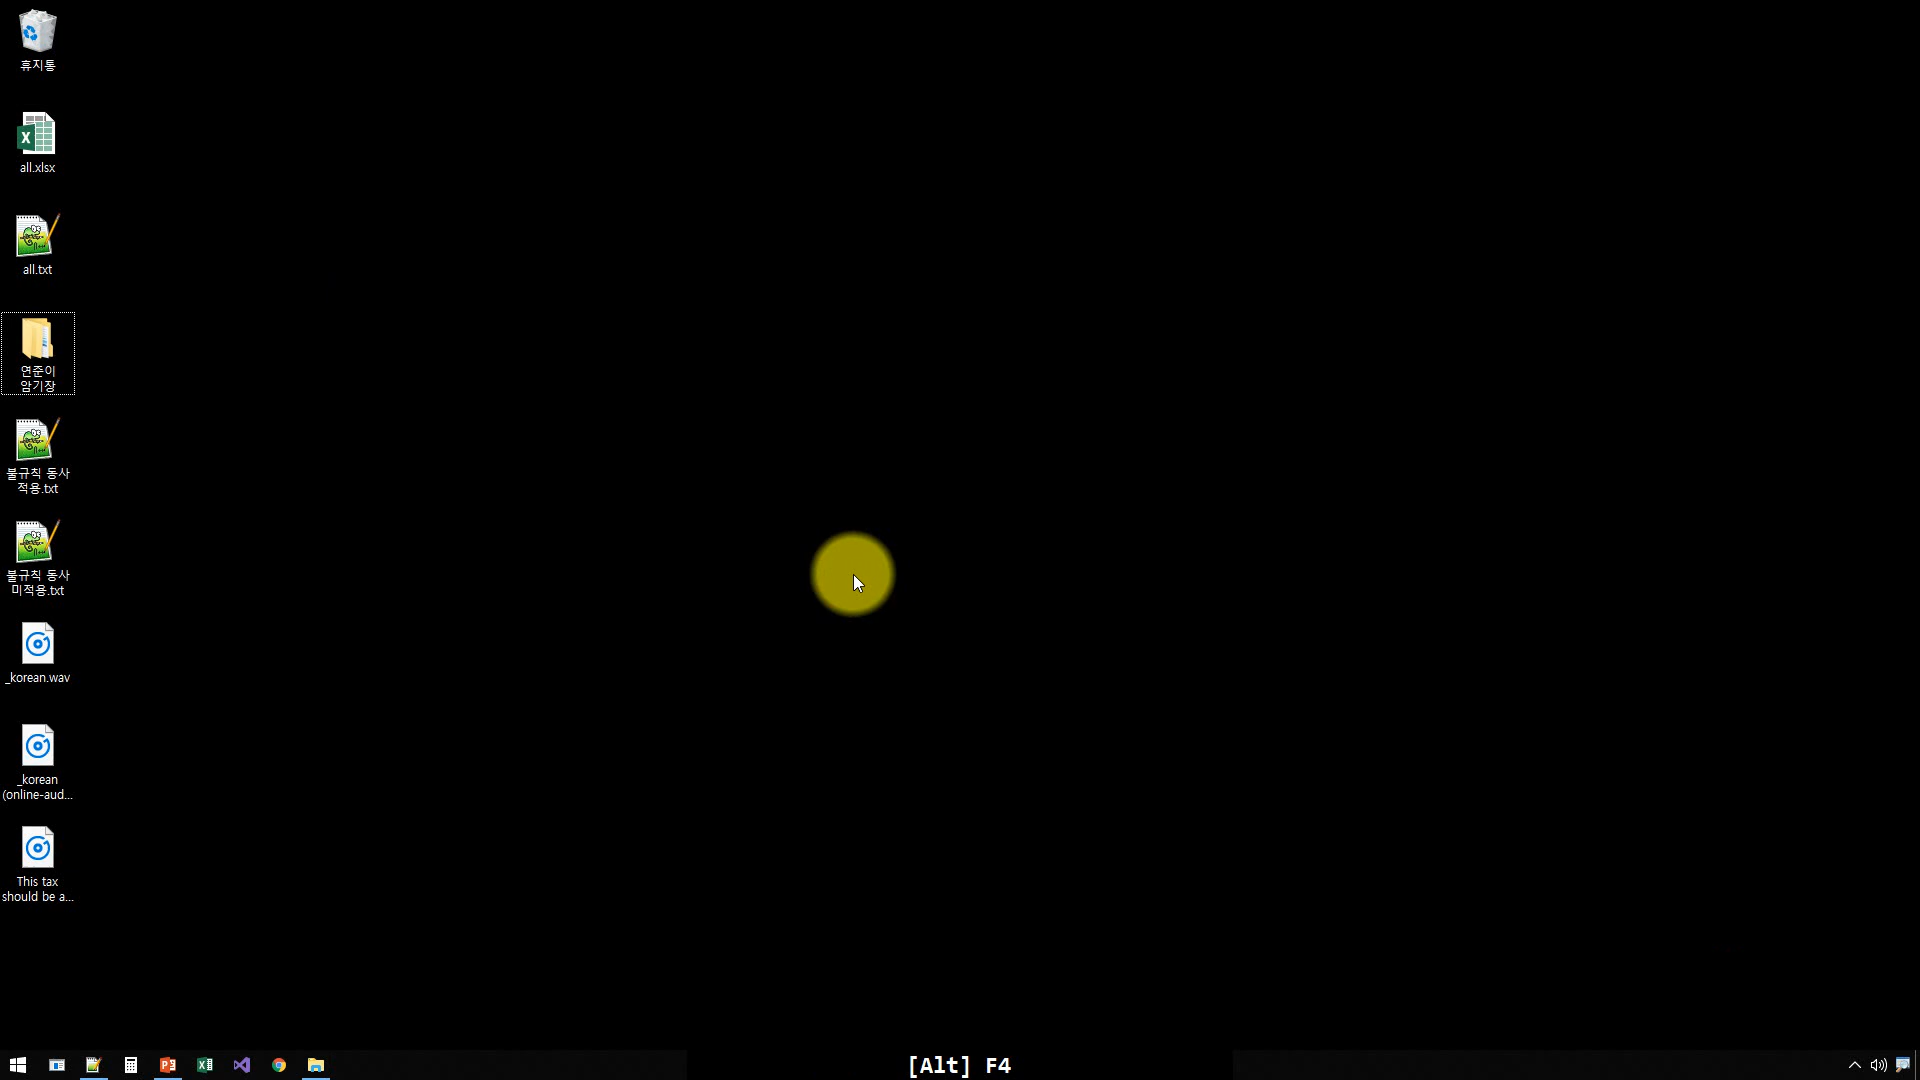 휴지통
all.xlsx
all.txt
연준이
암기장
불규칙 동사
적용.txt
불규칙 동사
미적용.txt
_korean.wav
_korean
(online-aud...
This tax
should be a...
[Alt] F4